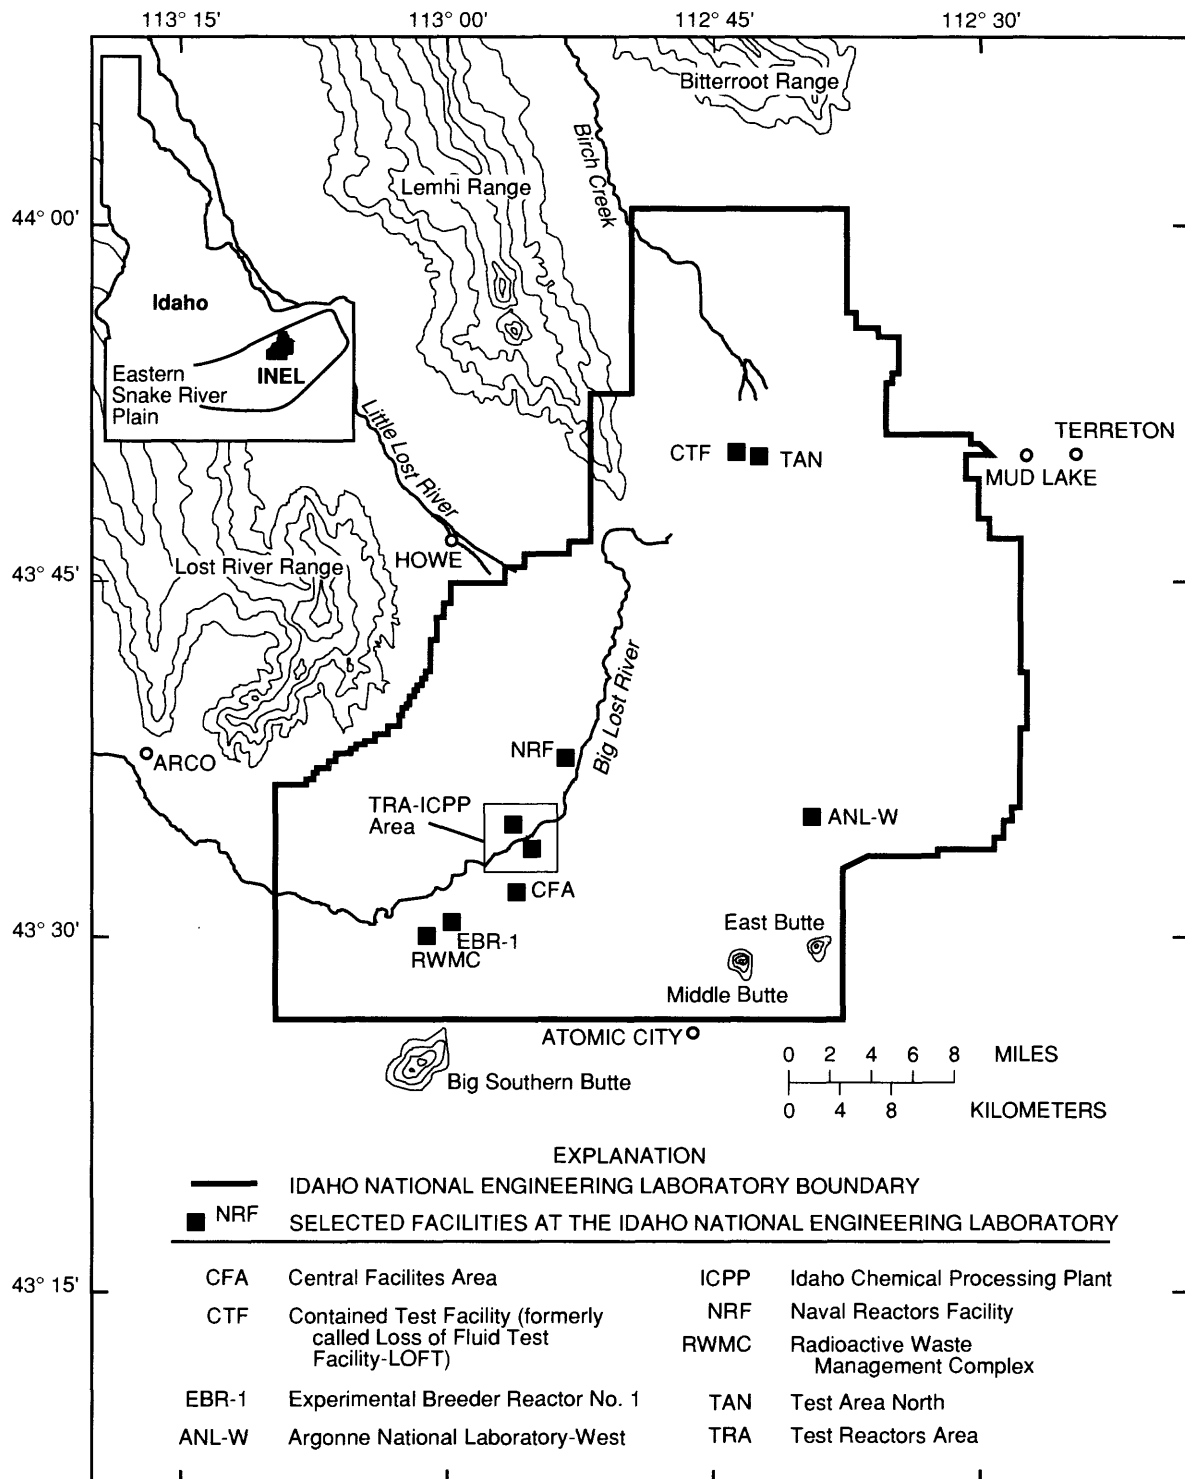 113° 15'
113° 00'
112° 45'
112° 30'
Bitterroot Range
Birch Creek
Lemhi Range
44° 00'
Idaho
INEL
Eastern
Snake River
Plain
Little Lost River
TERRETON
CTF
TAN
MUD LAKE
HOWE
Lost River Range
43° 45'
Big Lost River
NRF
ARCO
TRA-ICPP
Area
ANL-W
CFA
East Butte
43° 30'
EBR-1
RWMC
Middle Butte
ATOMIC CITY
0 2 4 6 8 MILES
Big Southern Butte
0 4 8 KILOMETERS
EXPLANATION
IDAHO NATIONAL ENGINEERING LABORATORY BOUNDARY
NRF SELECTED FACILITIES AT THE IDAHO NATIONAL ENGINEERING LABORATORY
43° 15'
CFA Central Facilites Area
CTF Contained Test Facility (formerly
called Loss of Fluid Test
Facility-LOFT)
EBR-1 Experimental Breeder Reactor No. 1
ANL-W Argonne National Laboratory-West
ICPP Idaho Chemical Processing Plant
NRF Naval Reactors Facility
RWMC Radioactive Waste
Management Complex
TAN Test Area North
TRA Test Reactors Area